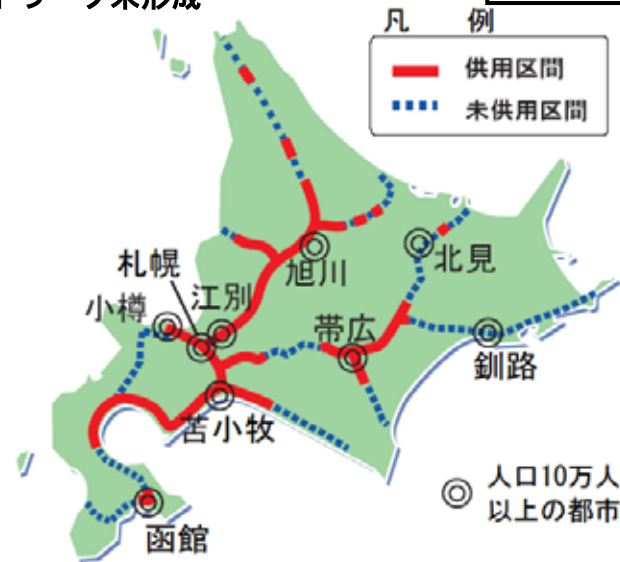 凡 例
供用区間
未供用区間
札幌
江別
旭川
北見
小樽
帯広
釧路
苫小牧
人口10万人
以上の都市
函館